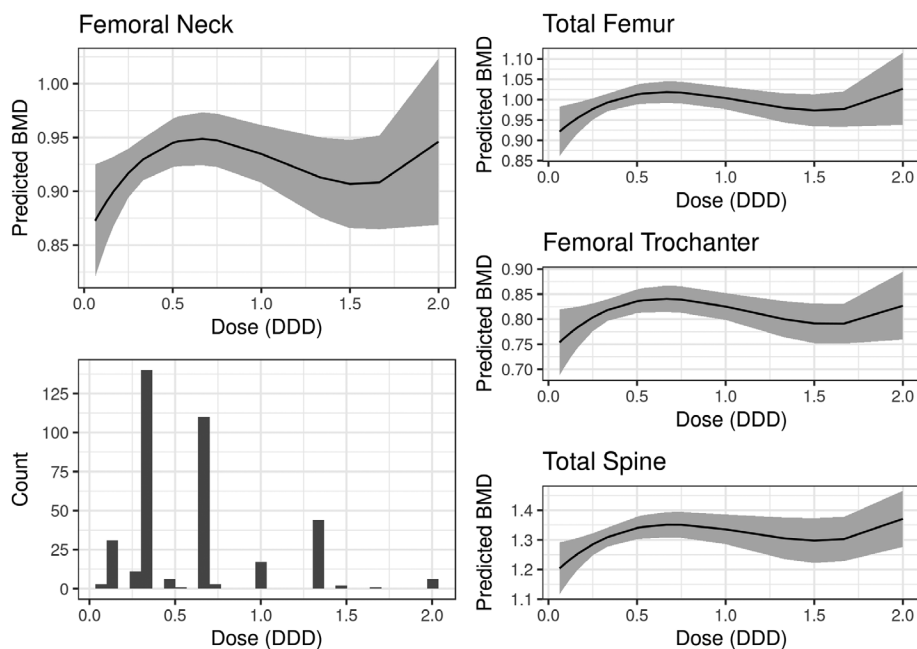 Femoral Neck
Predicted BMD
1.00
0.95
0.90
0.85
0.0 0.5 1.0 1.5 2.0
Dose (DDD)
Count
125
100
75
50
25
0
0.0 0.5 1.0 1.5 2.0
Dose (DDD)
Total Femur
Predicted BMD
1.10
1.05
1.00
0.95
0.90
0.85
0.0 0.5 1.0 1.5 2.0
Dose (DDD)
Femoral Trochanter
Predicted BMD
0.90
0.85
0.80
0.75
0.70
0.0 0.5 1.0 1.5 2.0
Dose (DDD)
Total Spine
Predicted BMD
1.4
1.3
1.2
1.1
0.0 0.5 1.0 1.5 2.0
Dose (DDD)